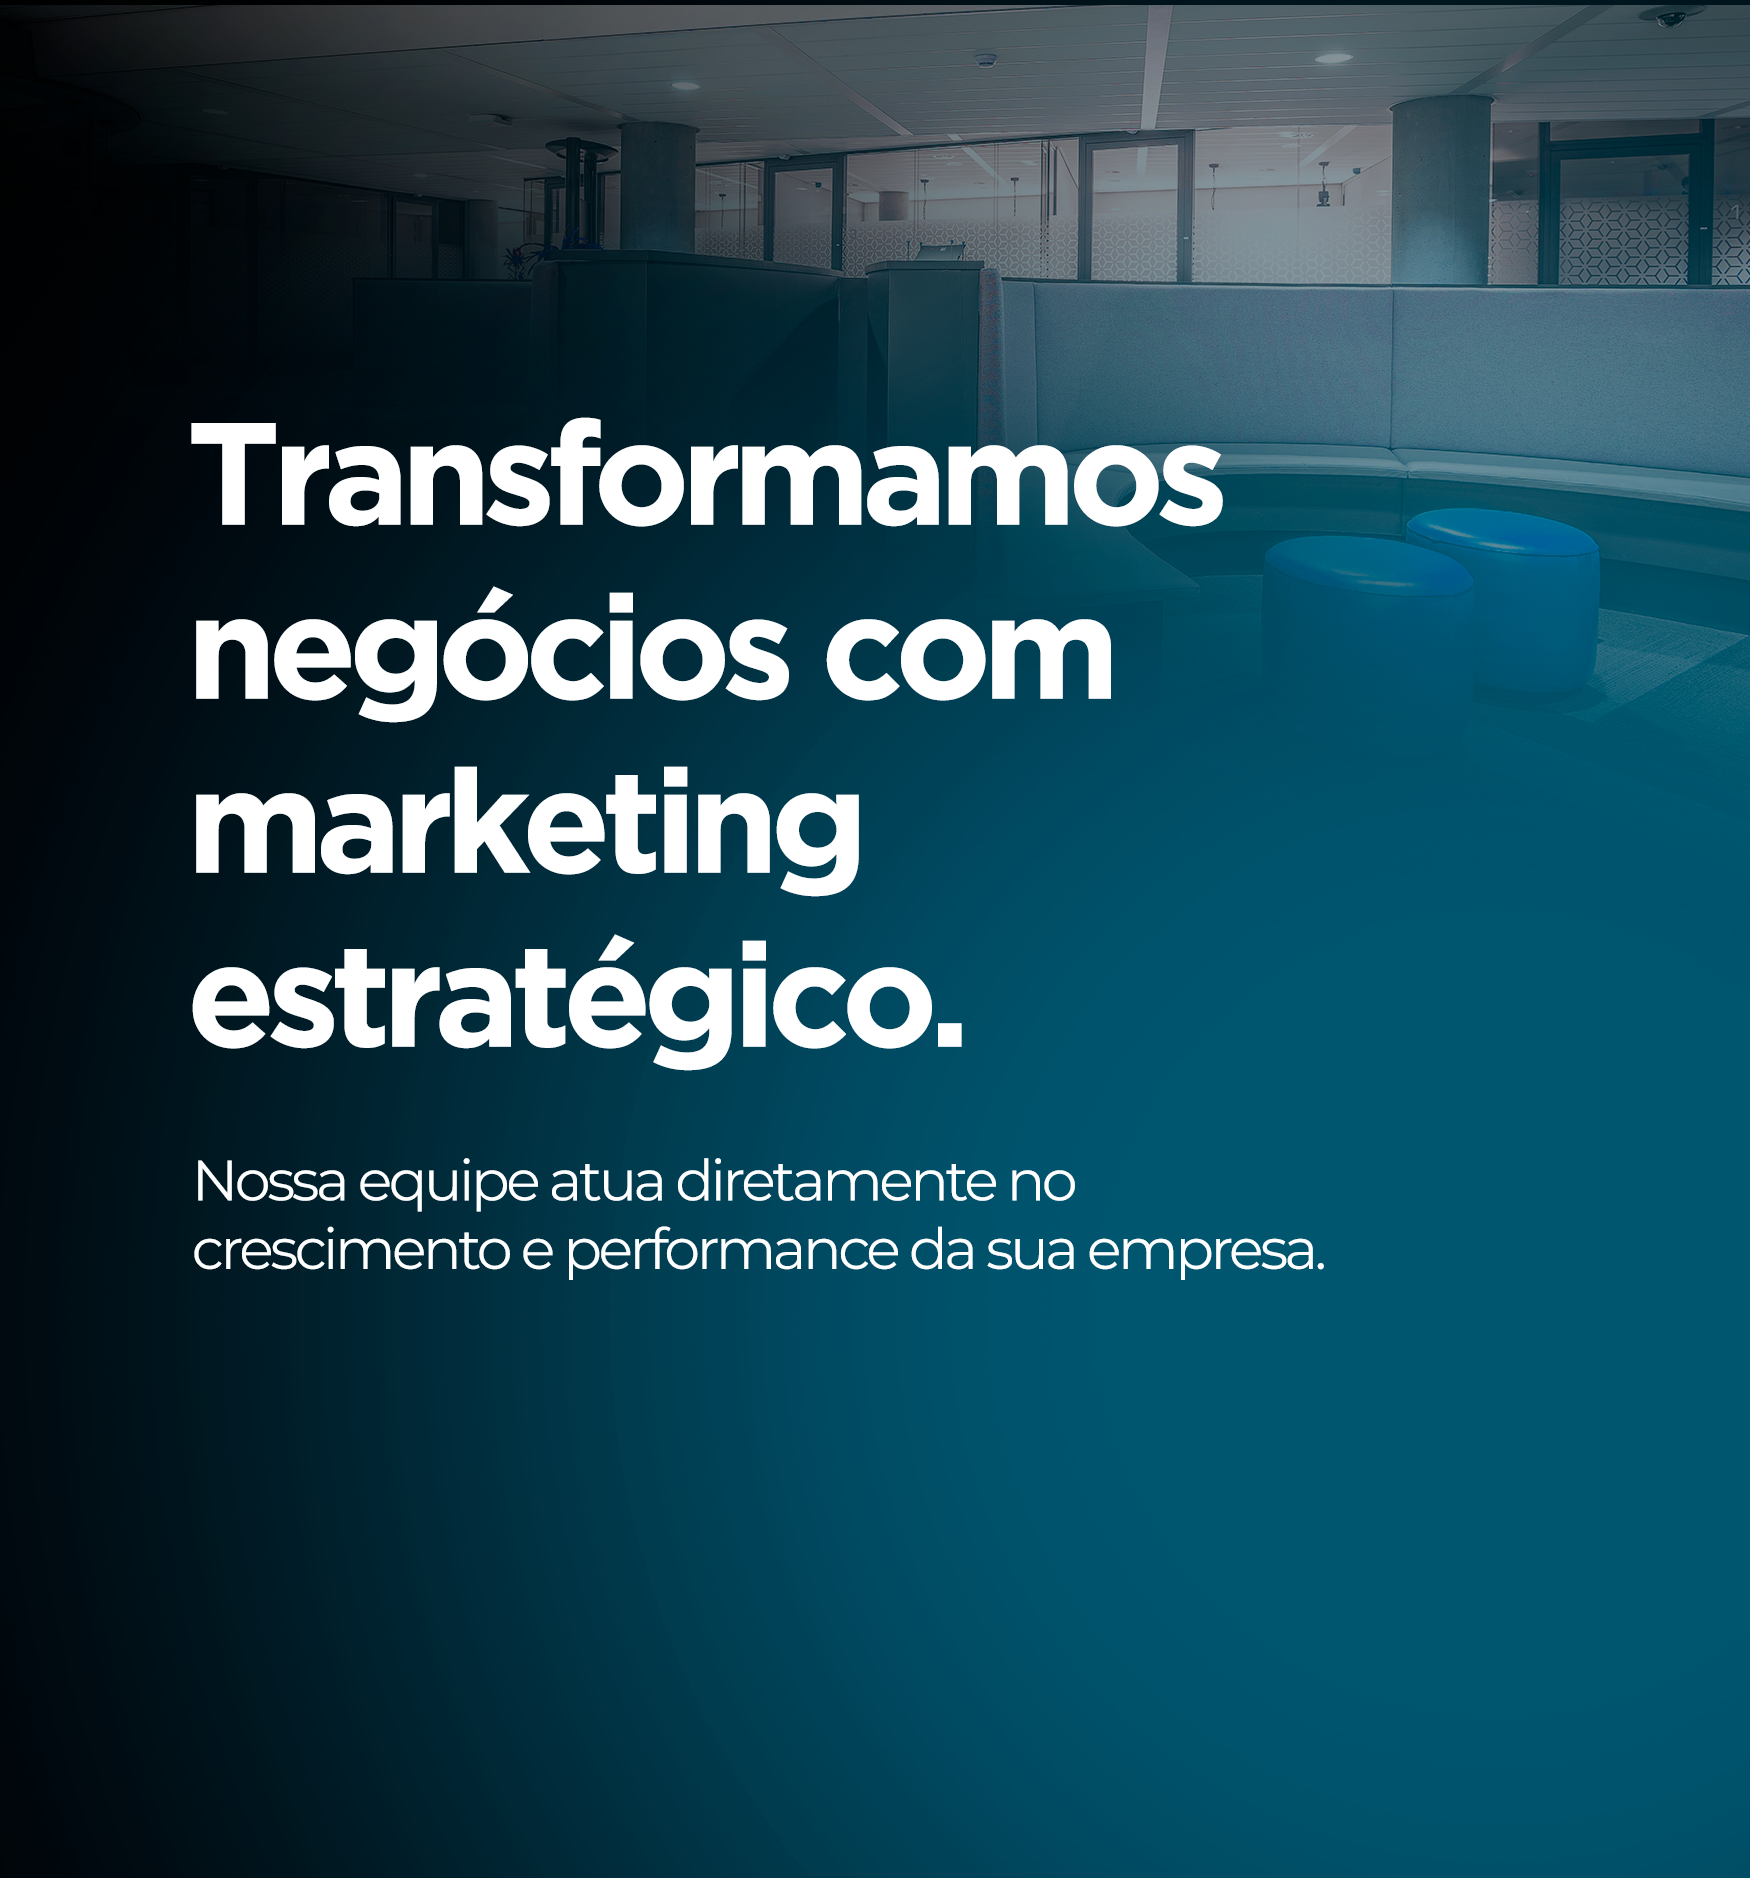 Transformamos
negócios com
marketing
estratégico.
Nossa equipe atua diretamente no
crescimento e performance da sua empresa.